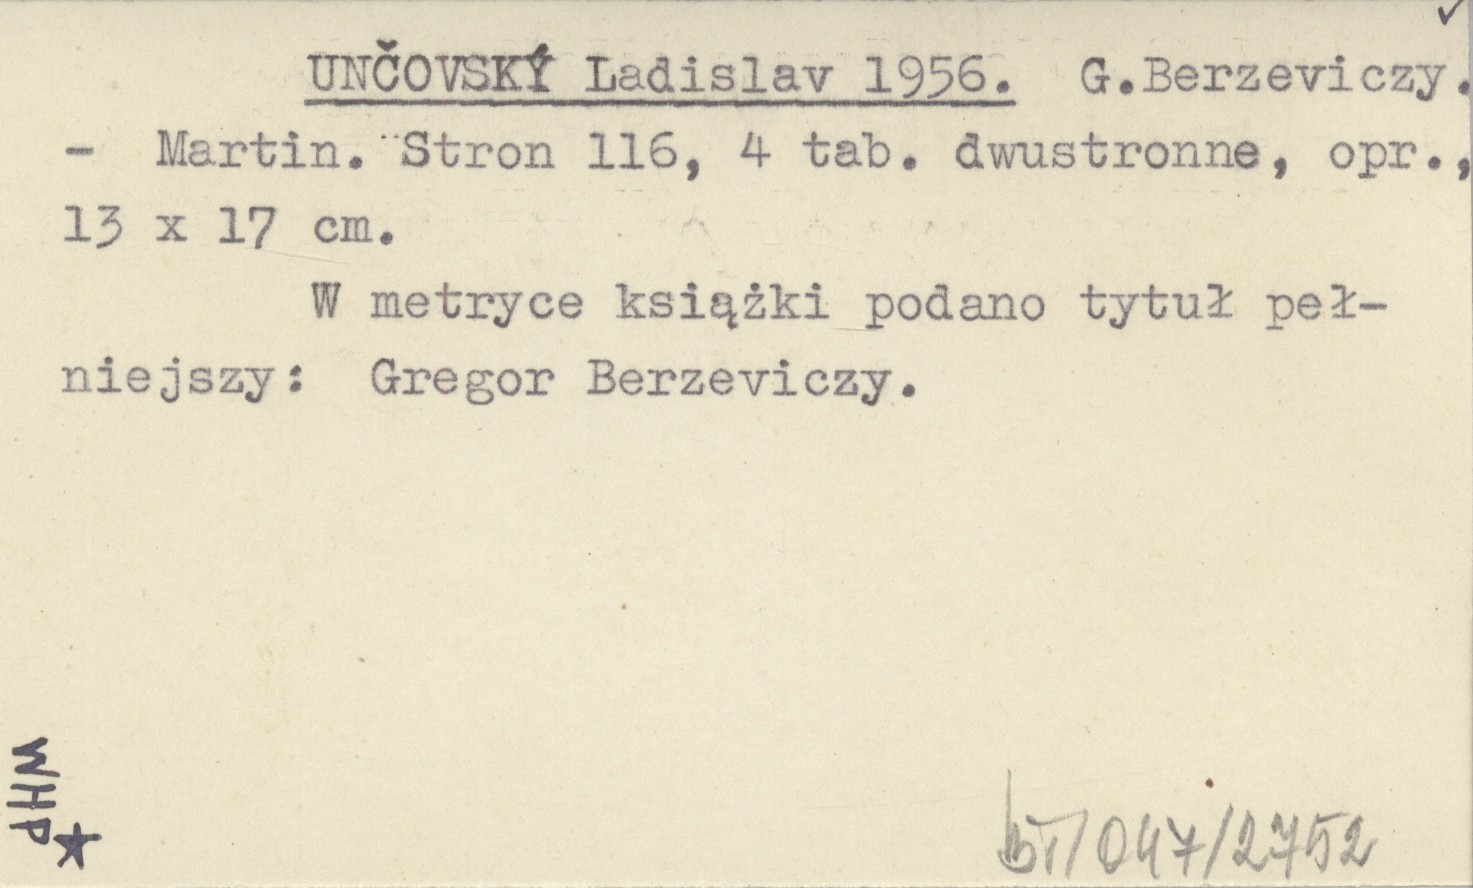 UNČOVSKÝ Ladislav 1956. G.Berzeviczy.
- Martin. Stron 116, 4 tab. dwustronne, opr.,
13 x 17 cm.
W metryce książki podano tytuł peł-
niejszy: Gregor Berzeviczy.
WHP
/047/2752